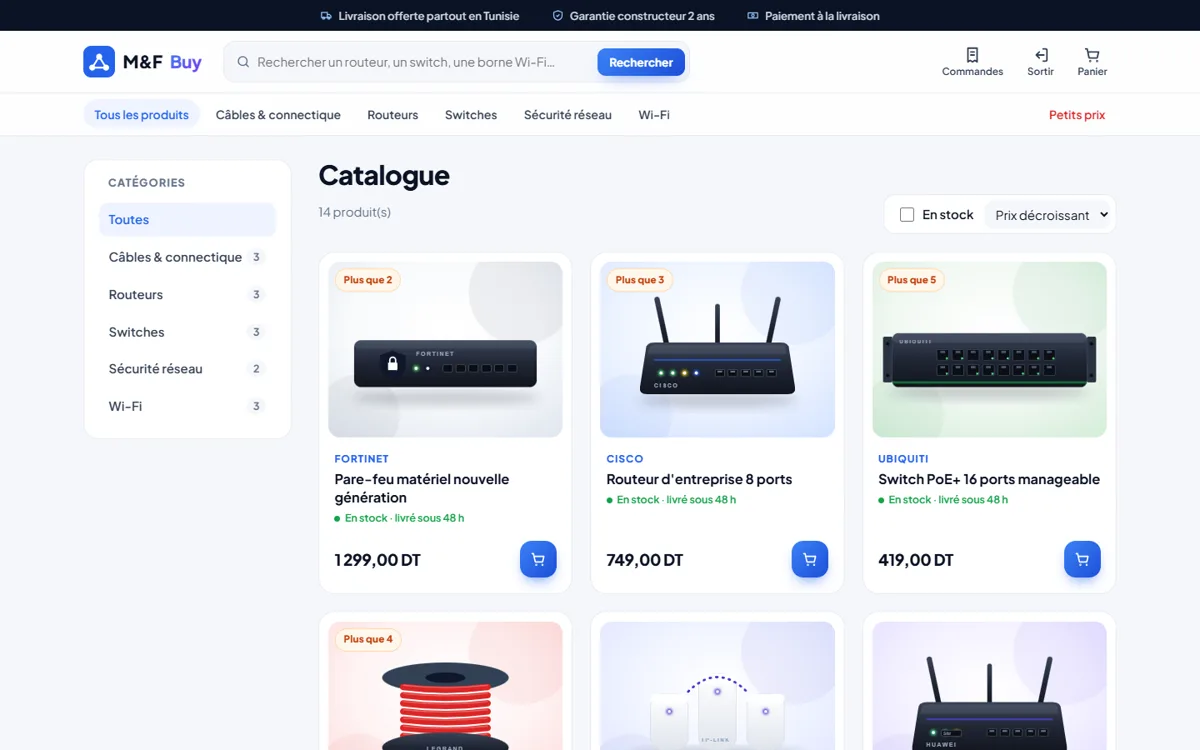 Livraison offerte partout en Tunisie
Garantie constructeur 2 ans
Paiement à la livraison
M&F Buy
Rechercher un routeur, un switch, une borne Wi-Fi…
Rechercher
Commandes
Sortir
Panier
Tous les produits
Câbles & connectique
Routeurs
Switches
Sécurité réseau
Wi-Fi
Petits prix
CATÉGORIES
Toutes
Câbles & connectique 3
Routeurs 3
Switches 3
Sécurité réseau 2
Wi-Fi 3
Catalogue
14 produit(s)
En stock
Prix décroissant
Plus que 2
FORTINET
FORTINET
Pare-feu matériel nouvelle
génération
En stock · livré sous 48 h
1 299,00 DT
Plus que 3
CISCO
CISCO
Routeur d'entreprise 8 ports
En stock · livré sous 48 h
749,00 DT
Plus que 5
UBIQUITI
UBIQUITI
Switch PoE+ 16 ports manageable
En stock · livré sous 48 h
419,00 DT
Plus que 4
LEGRAND
TP-LINK
HUAWEI